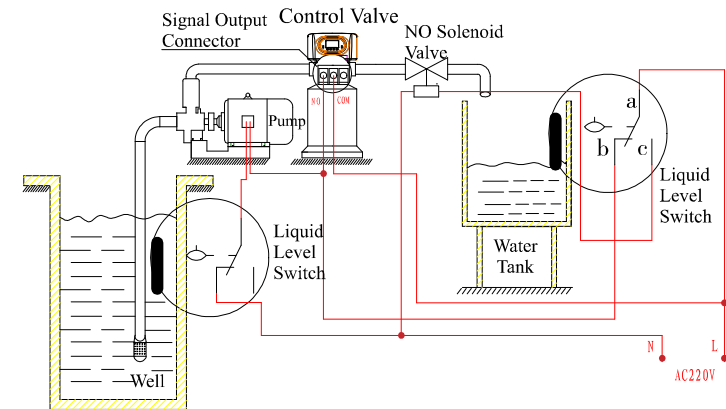 Signal Output
Connector
Control Valve
NO Solenoid
Valve
NO
COM
Pump
a
b
c
Liquid
Level
Switch
Liquid
Level
Switch
Water
Tank
Well
N
L
AC220V